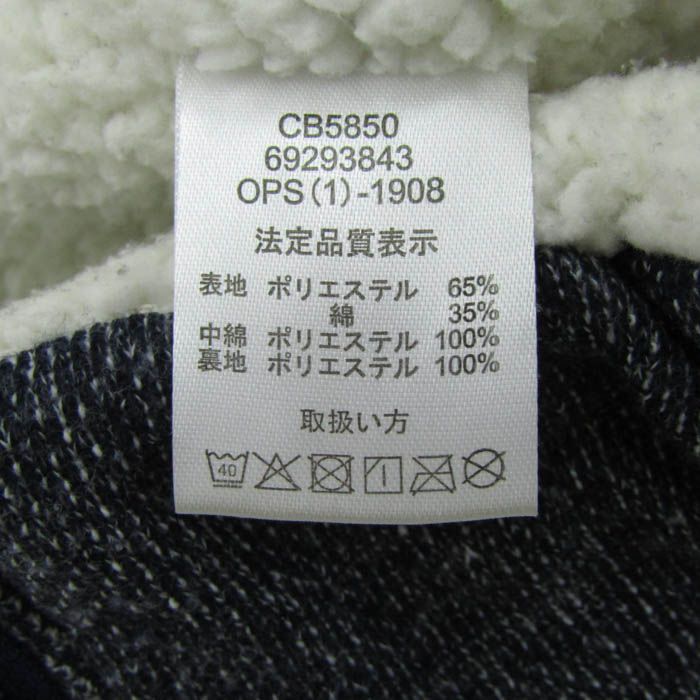 CB5850
69293843
OPS(1)-1908
法定品質表示
表地 ポリエステル 65%
綿 35%
中綿 ポリエステル 100%
裏地 ポリエステル 100%
取扱い方
40